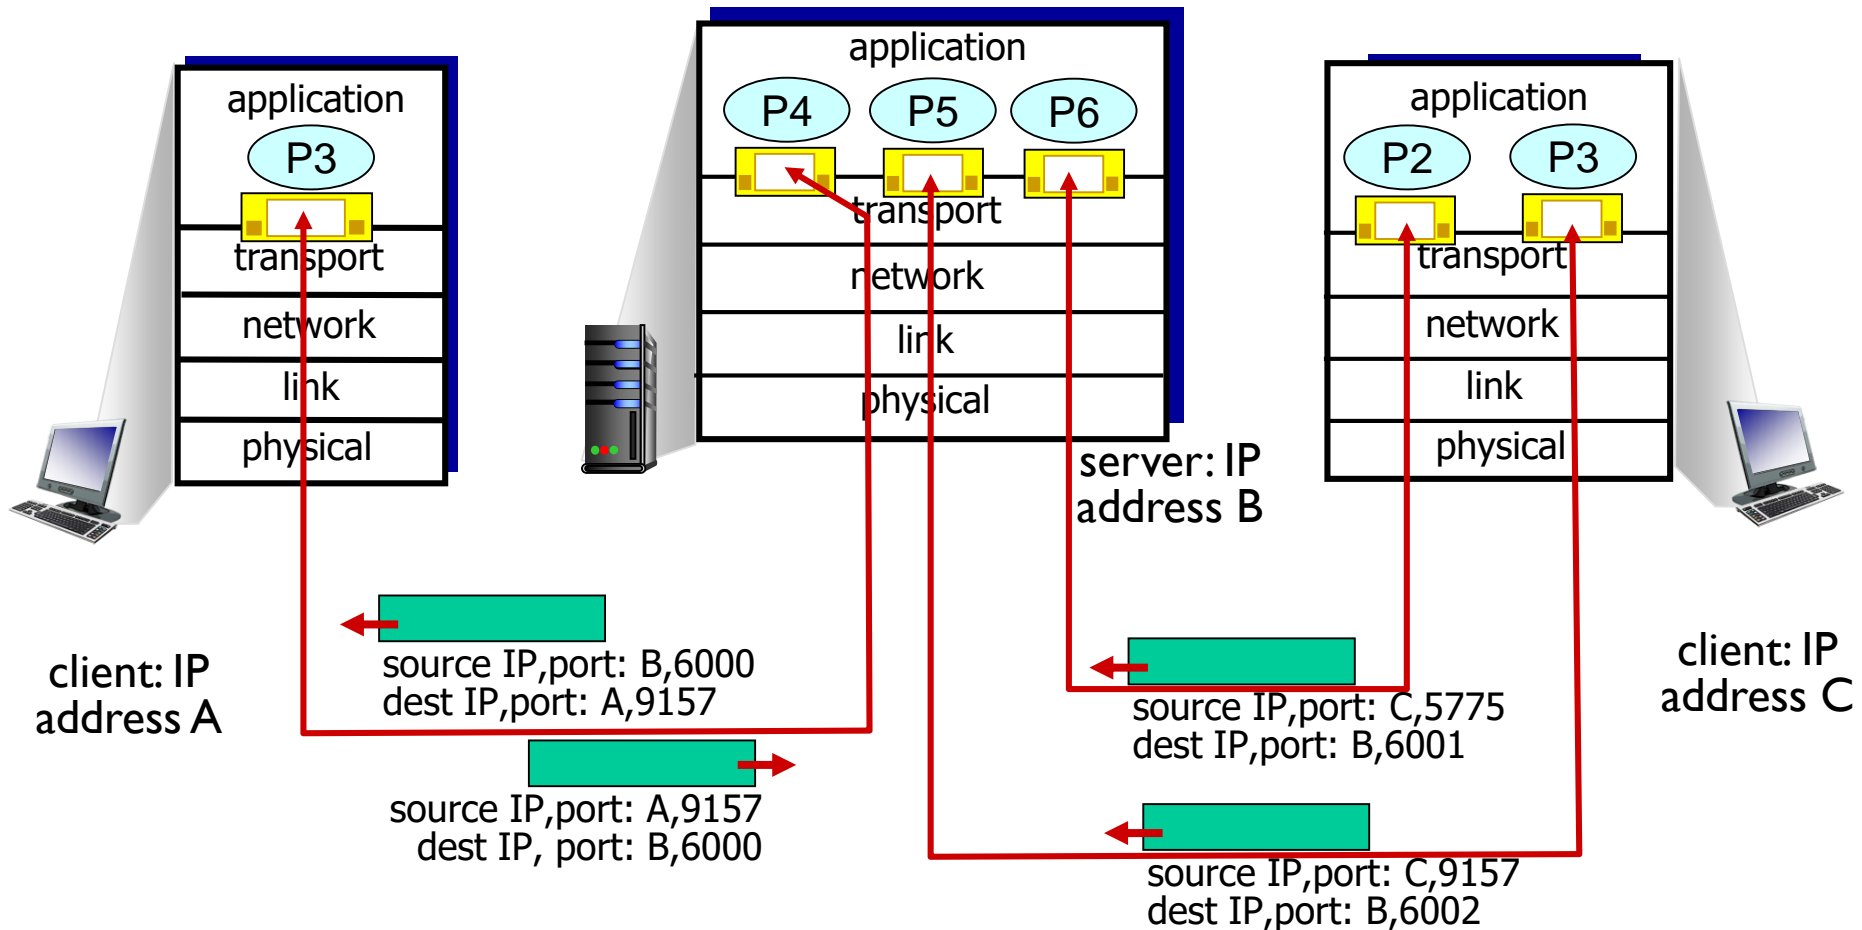 application
P3
transport
network
link
physical
client: IP
address A
application
P4
P5
P6
transport
network
link
physical
server: IP
address B
application
P2
P3
transport
network
link
physical
client: IP
address C
source IP,port: B,6000
dest IP,port: A,9157
source IP,port: A,9157
dest IP, port: B,6000
source IP,port: C,5775
dest IP,port: B,6001
source IP,port: C,9157
dest IP,port: B,6002